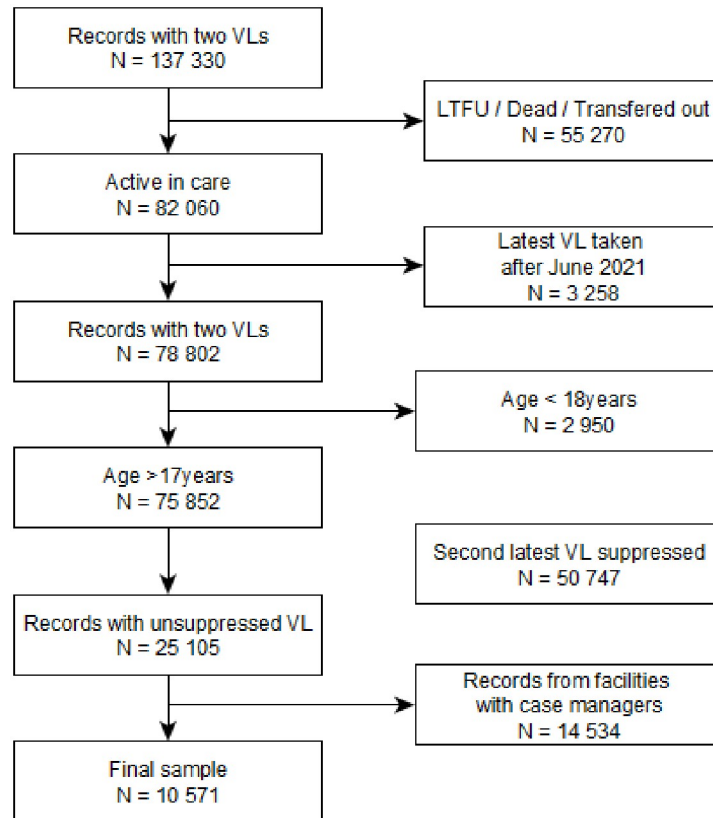 Records with two VLs
N = 137 330
LTFU / Dead / Transfered out
N = 55 270
Active in care
N = 82 060
Latest VL taken
after June 2021
N = 3 258
Records with two VLs
N = 78 802
Age < 18years
N = 2 950
Age >17years
N = 75 852
Second latest VL suppressed
N = 50 747
Records with unsuppressed VL
N = 25 105
Records from facilities
with case managers
N = 14 534
Final sample
N = 10 571